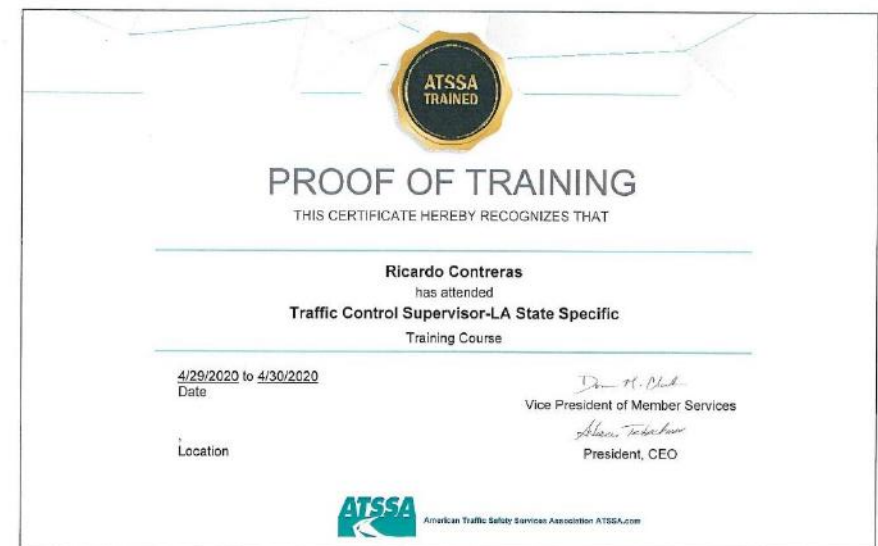 ATSSA
TRAINED
PROOF OF TRAINING
THIS CERTIFICATE HEREBY RECOGNIZES THAT
Ricardo Contreras
has attended
Traffic Control Supervisor-LA State Specific
Training Course
4/29/2020 to 4/30/2020
Date
Vice President of Member Services
,
Location
President, CEO
ATSSA
American Traffic Safety Services Association ATSSA.com